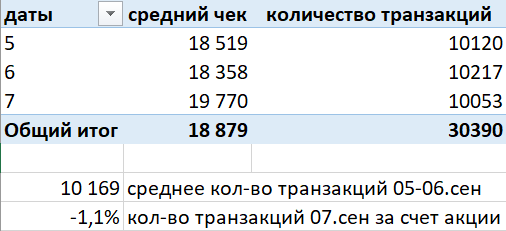 даты средний чек количество транзакций
5 18 519 10120
6 18 358 10217
7 19 770 10053
Общий итог 18 879 30390
10 169 среднее кол-во транзакций 05-06.сен
-1,1% кол-во транзакций 07.сен за счет акции